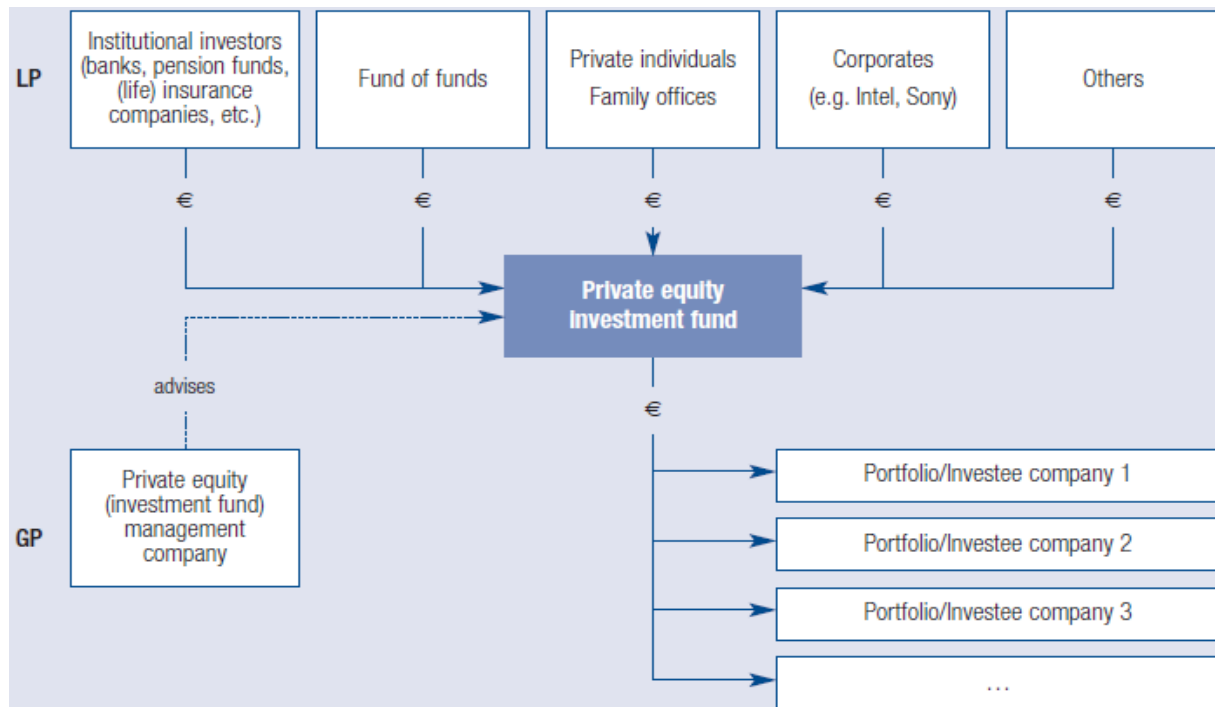 LP
Institutional investors
(banks, pension funds,
(life) insurance
companies, etc.)
Fund of funds
Private individuals
Family offices
Corporates
(e.g. Intel, Sony)
Others
€
€
€
€
€
Private equity
Investment fund
advises
€
GP
Private equity
(investment fund)
management
company
Portfolio/Investee company 1
Portfolio/Investee company 2
Portfolio/Investee company 3
...